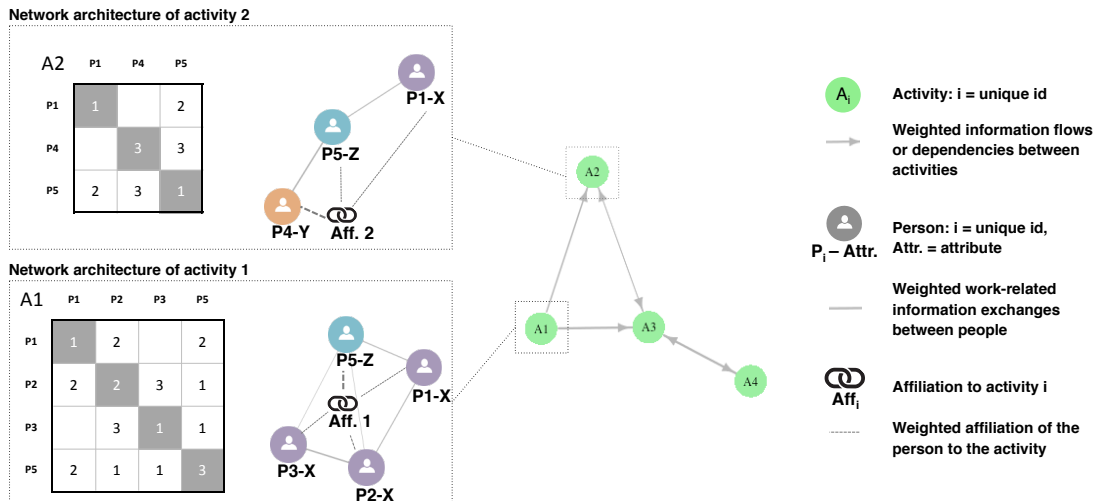 Network architecture of activity 2
A2 P1 P4 P5
P1 1 2
P4 3 3
P5 2 3 1
P1-X
P5-Z
P4-Y
Aff. 2
Network architecture of activity 1
A1 P1 P2 P3 P5
P1 1 2 2
P2 2 2 3 1
P3 3 1 1
P5 2 1 1 3
P5-Z
P1-X
Aff. 1
P3-X
P2-X
A2
A1
A3
A4
Ai
Activity: i = unique id
Weighted information flows
or dependencies between
activities
Pi – Attr.
Person: i = unique id,
Attr. = attribute
Weighted work-related
information exchanges
between people
Affi
Affiliation to activity i
Weighted affiliation of the
person to the activity